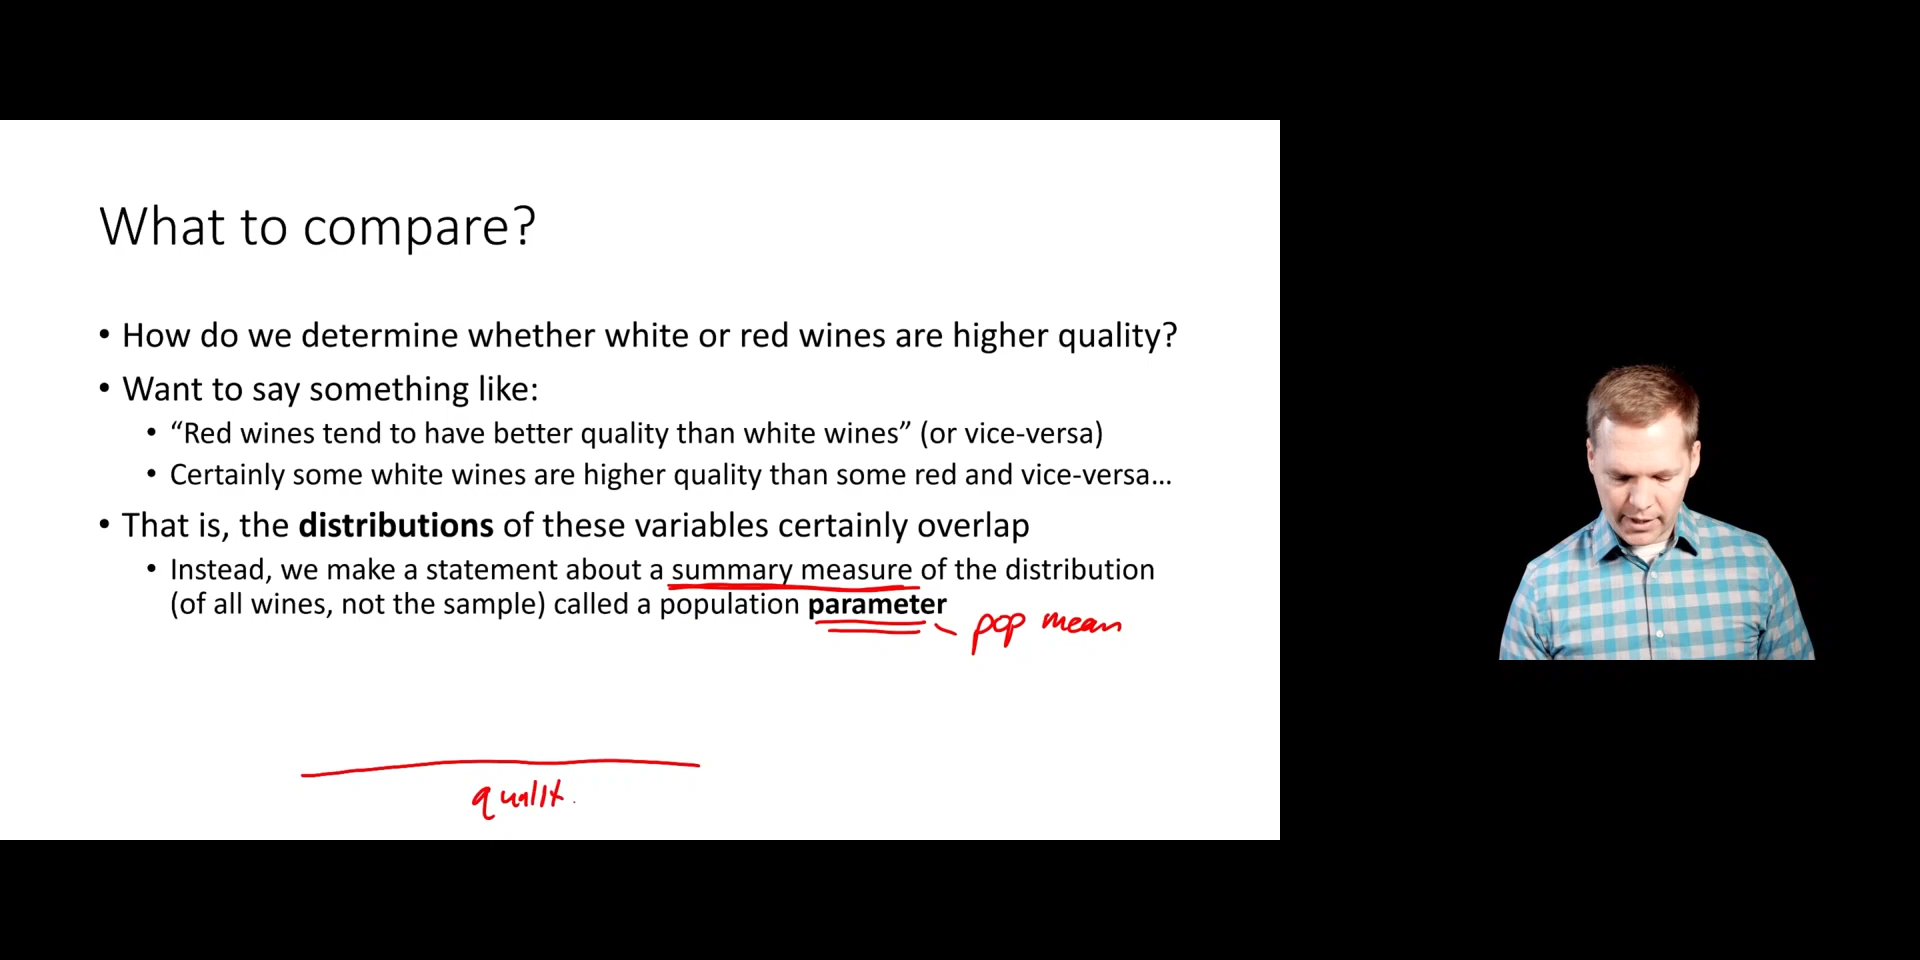 What to compare?
• How do we determine whether white or red wines are higher quality?
• Want to say something like:
• “Red wines tend to have better quality than white wines” (or vice-versa)
• Certainly some white wines are higher quality than some red and vice-versa...
• That is, the distributions of these variables certainly overlap
• Instead, we make a statement about a summary measure of the distribution
(of all wines, not the sample) called a population parameter
pop mean
qualit